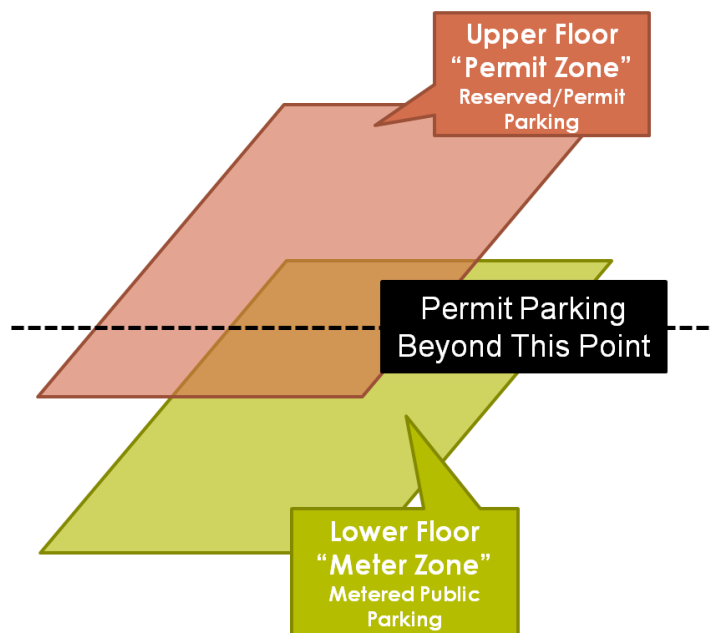 Upper Floor
“Permit Zone”
Reserved/Permit
Parking
Permit Parking
Beyond This Point
Lower Floor
“Meter Zone”
Metered Public
Parking